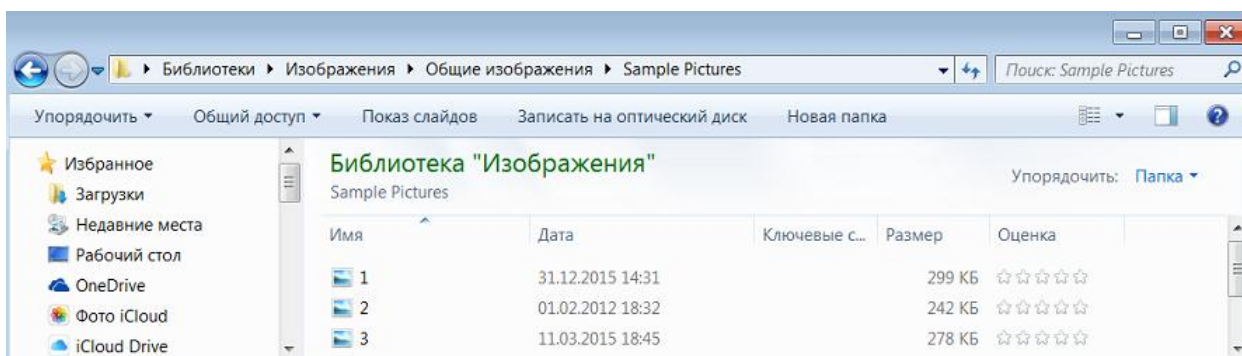 Библиотеки ▸ Изображения ▸ Общие изображения ▸ Sample Pictures
Поиск: Sample Pictures
Упорядочить Общий доступ Показ слайдов Записать на оптический диск Новая папка
Избранное
Загрузки
Недавние места
Рабочий стол
OneDrive
Фото iCloud
iCloud Drive
Библиотека "Изображения"
Sample Pictures
Упорядочить: Папка
Имя Дата Ключевые с... Размер Оценка
1 31.12.2015 14:31 299 КБ
2 01.02.2012 18:32 242 КБ
3 11.03.2015 18:45 278 КБ